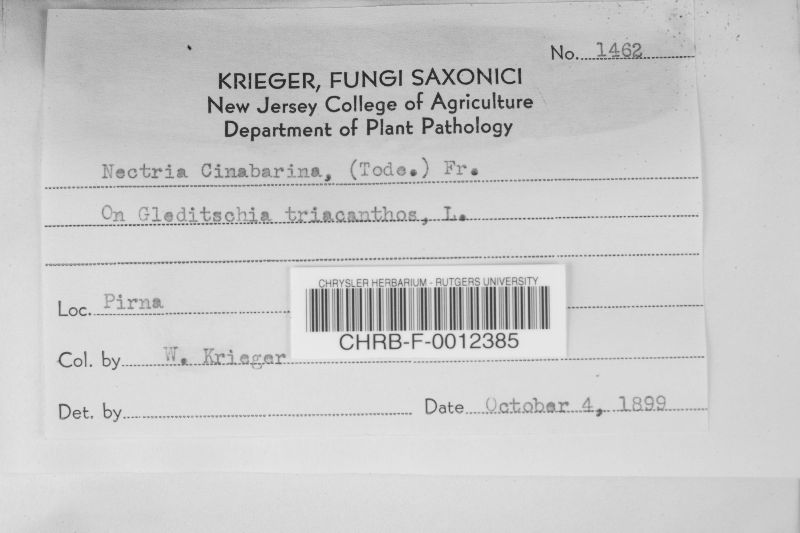 No. 1462
KRIEGER, FUNGI SAXONICI
New Jersey College of Agriculture
Department of Plant Pathology
Nectria Cinabarina, (Tode.) Fr.
On Gleditschia triacanthos, L.
CHRYSLER HERBARIUM - RUTGERS UNIVERSITY
Loc. Pirna
CHRB-F-0012385
Col. by W. Krieger
Det. by
Date October 4, 1899